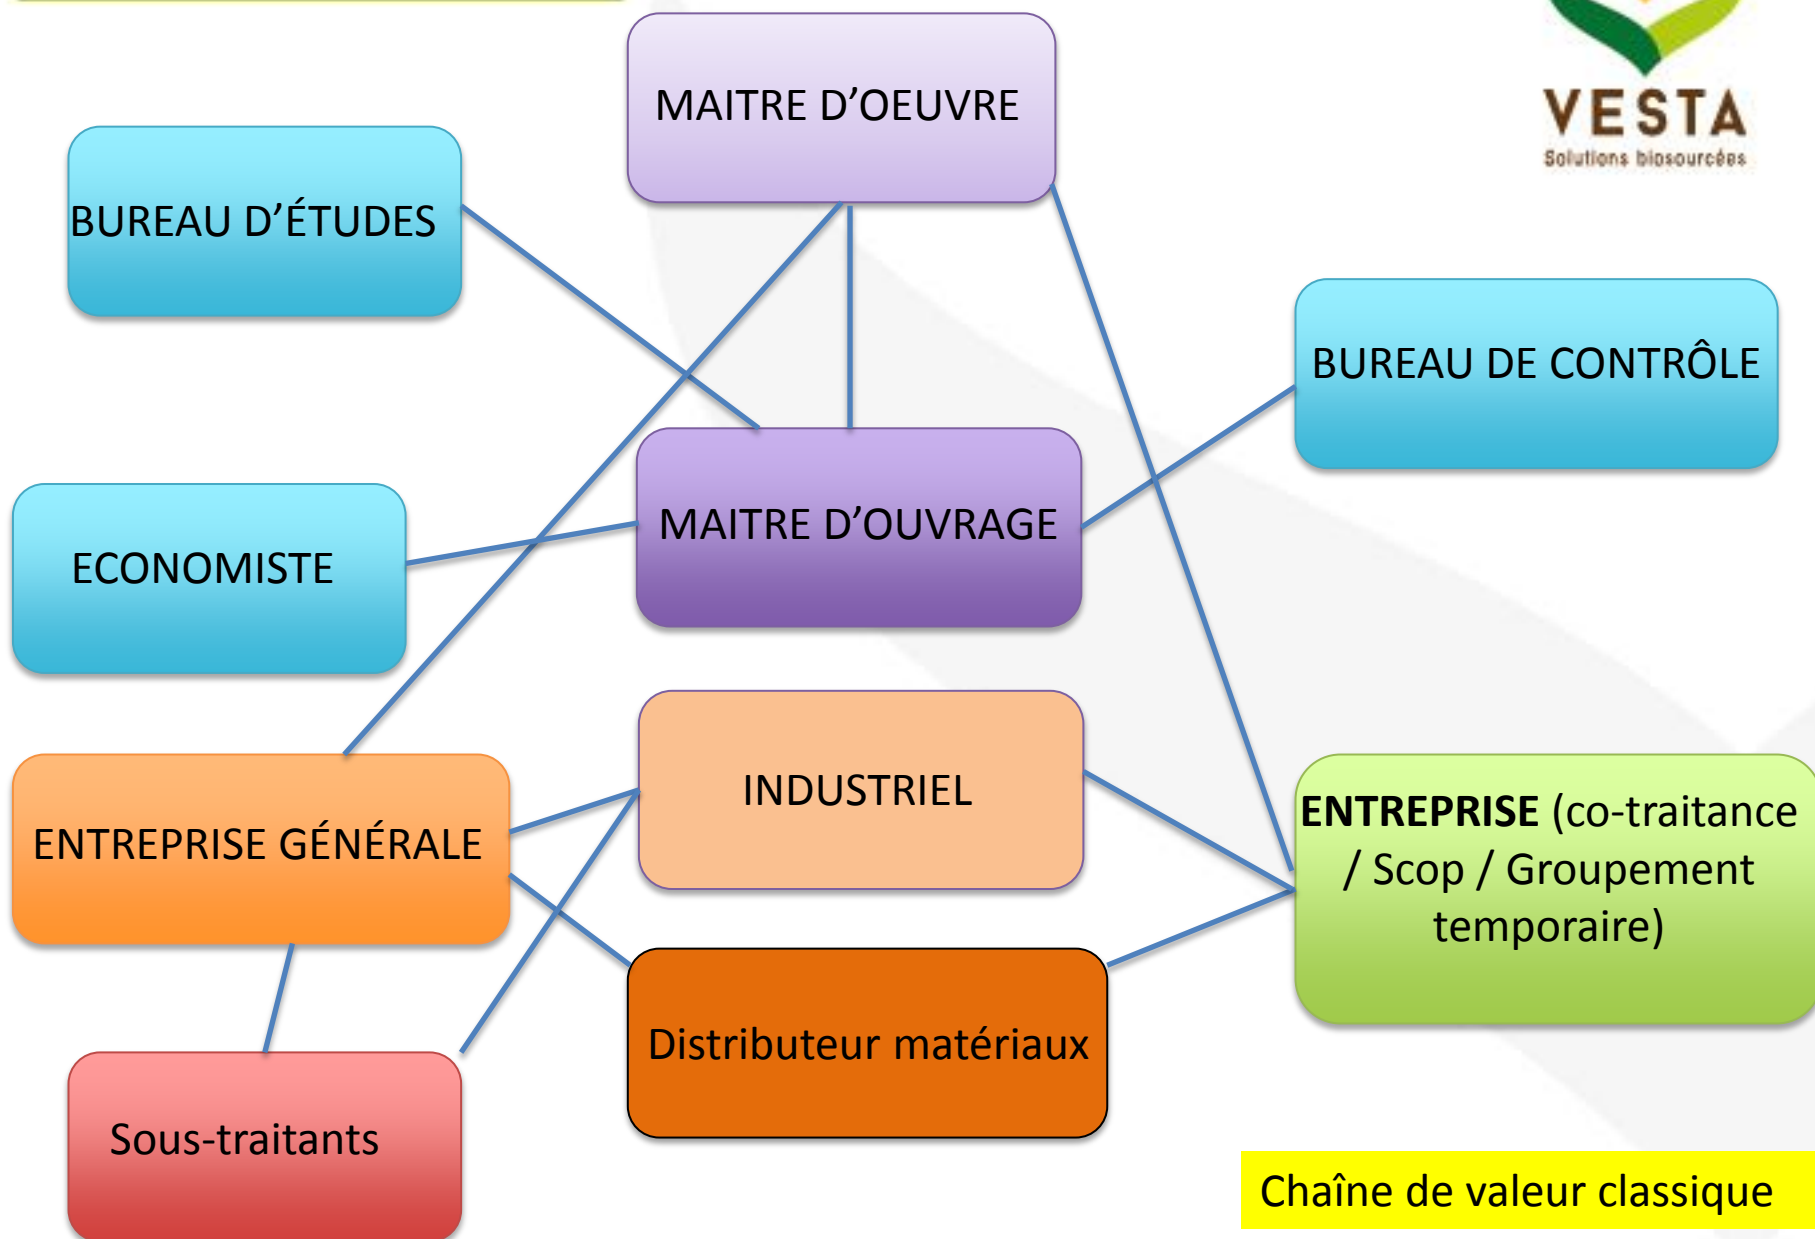 MAITRE D’OEUVRE
VESTA
Solutions biosourcées
BUREAU D’ÉTUDES
BUREAU DE CONTRÔLE
MAITRE D’OUVRAGE
ECONOMISTE
INDUSTRIEL
ENTREPRISE GÉNÉRALE
ENTREPRISE (co-traitance
/ Scop / Groupement
temporaire)
Distributeur matériaux
Sous-traitants
Chaîne de valeur classique